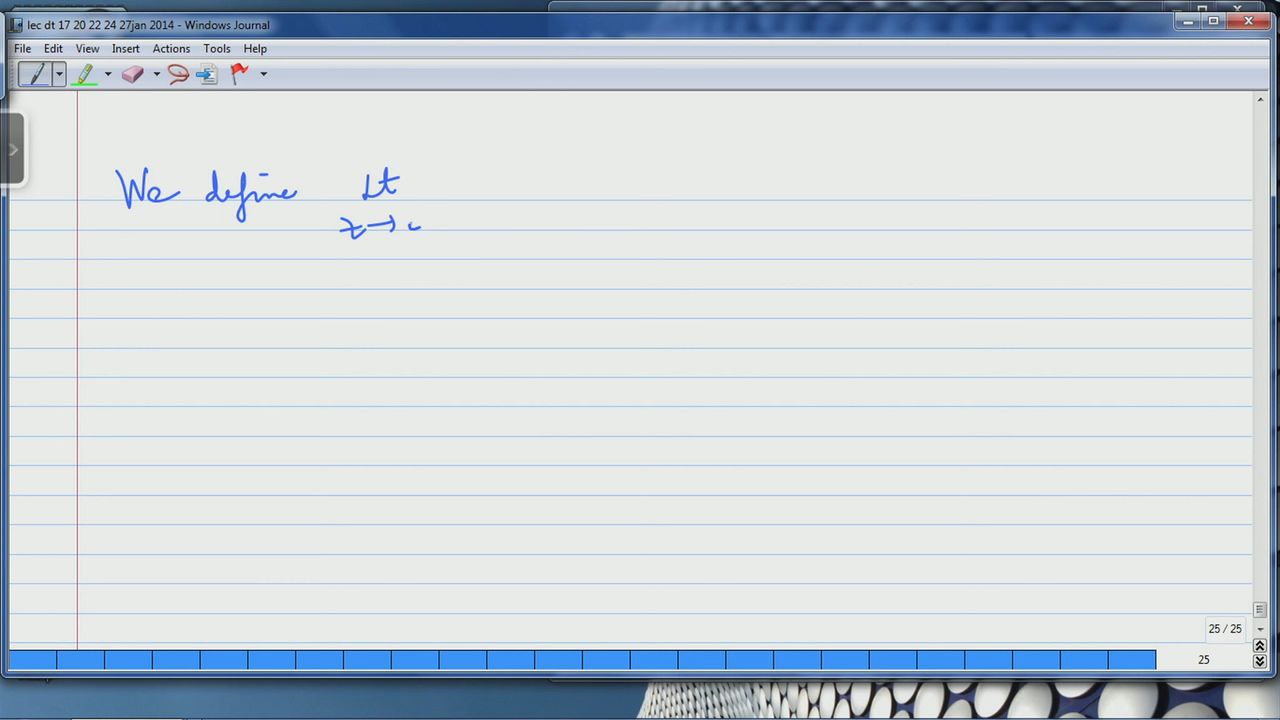 lec dt 17 20 22 24 27jan 2014 - Windows Journal
File Edit View Insert Actions Tools Help
We define Lt
z→
25 / 25
25